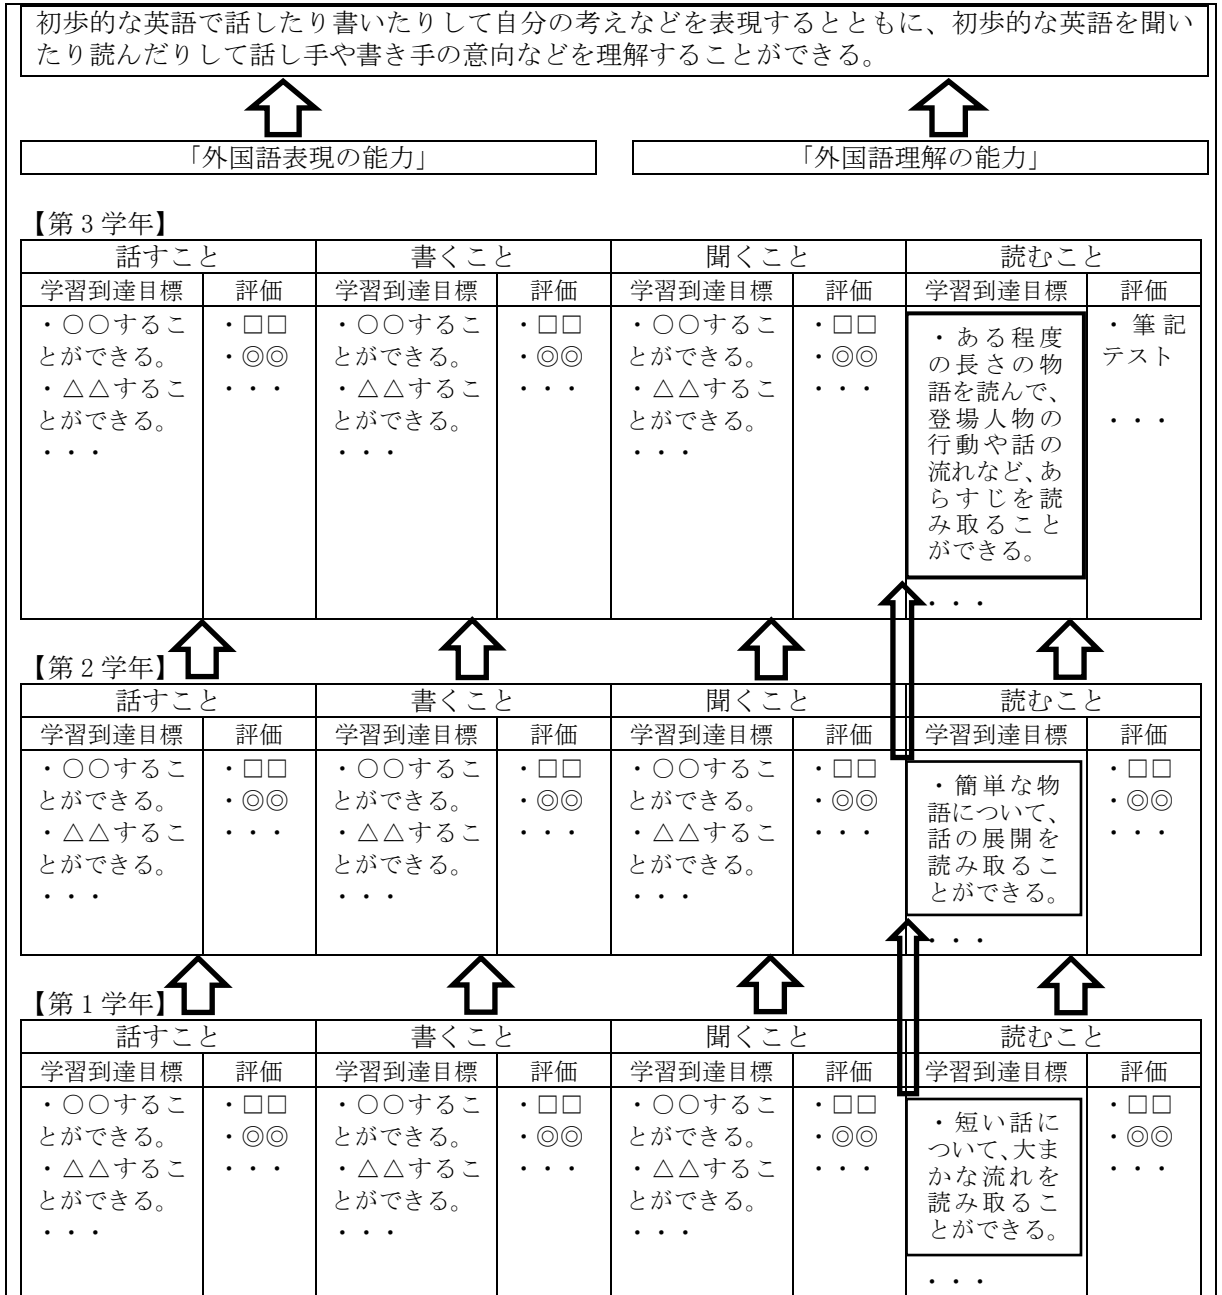 初歩的な英語で話したり書いたりして自分の考えなどを表現するとともに、初歩的な英語を聞い
たり読んだりして話し手や書き手の意向などを理解することができる。
「外国語表現の能力」
「外国語理解の能力」
【第3学年】
話すこと
書くこと
聞くこと
読むこと
学習到達目標
評価
学習到達目標
評価
学習到達目標
評価
学習到達目標
評価
・〇〇するこ
とができる。
・△△するこ
とができる。
・・・
・□□
・◎◎
・・・
・〇〇するこ
とができる。
・△△するこ
とができる。
・・・
・□□
・◎◎
・・・
・〇〇するこ
とができる。
・△△するこ
とができる。
・・・
・□□
・◎◎
・・・
・ある程度
の長さの物
語を読んで、
登場人物の
行動や話の
流れなど、あ
らすじを読
み取ること
ができる。
・・・
・筆記
テスト
・・・
【第2学年】
話すこと
書くこと
聞くこと
読むこと
学習到達目標
評価
学習到達目標
評価
学習到達目標
評価
学習到達目標
評価
・〇〇するこ
とができる。
・△△するこ
とができる。
・・・
・□□
・◎◎
・・・
・〇〇するこ
とができる。
・△△するこ
とができる。
・・・
・□□
・◎◎
・・・
・〇〇するこ
とができる。
・△△するこ
とができる。
・・・
・□□
・◎◎
・・・
・簡単な物
語について、
話の展開を
読み取るこ
とができる。
・・・
・□□
・◎◎
・・・
【第1学年】
話すこと
書くこと
聞くこと
読むこと
学習到達目標
評価
学習到達目標
評価
学習到達目標
評価
学習到達目標
評価
・〇〇するこ
とができる。
・△△するこ
とができる。
・・・
・□□
・◎◎
・・・
・〇〇するこ
とができる。
・△△するこ
とができる。
・・・
・□□
・◎◎
・・・
・〇〇するこ
とができる。
・△△するこ
とができる。
・・・
・□□
・◎◎
・・・
・短い話に
ついて、大ま
かな流れを
読み取るこ
とができる。
・・・
・□□
・◎◎
・・・